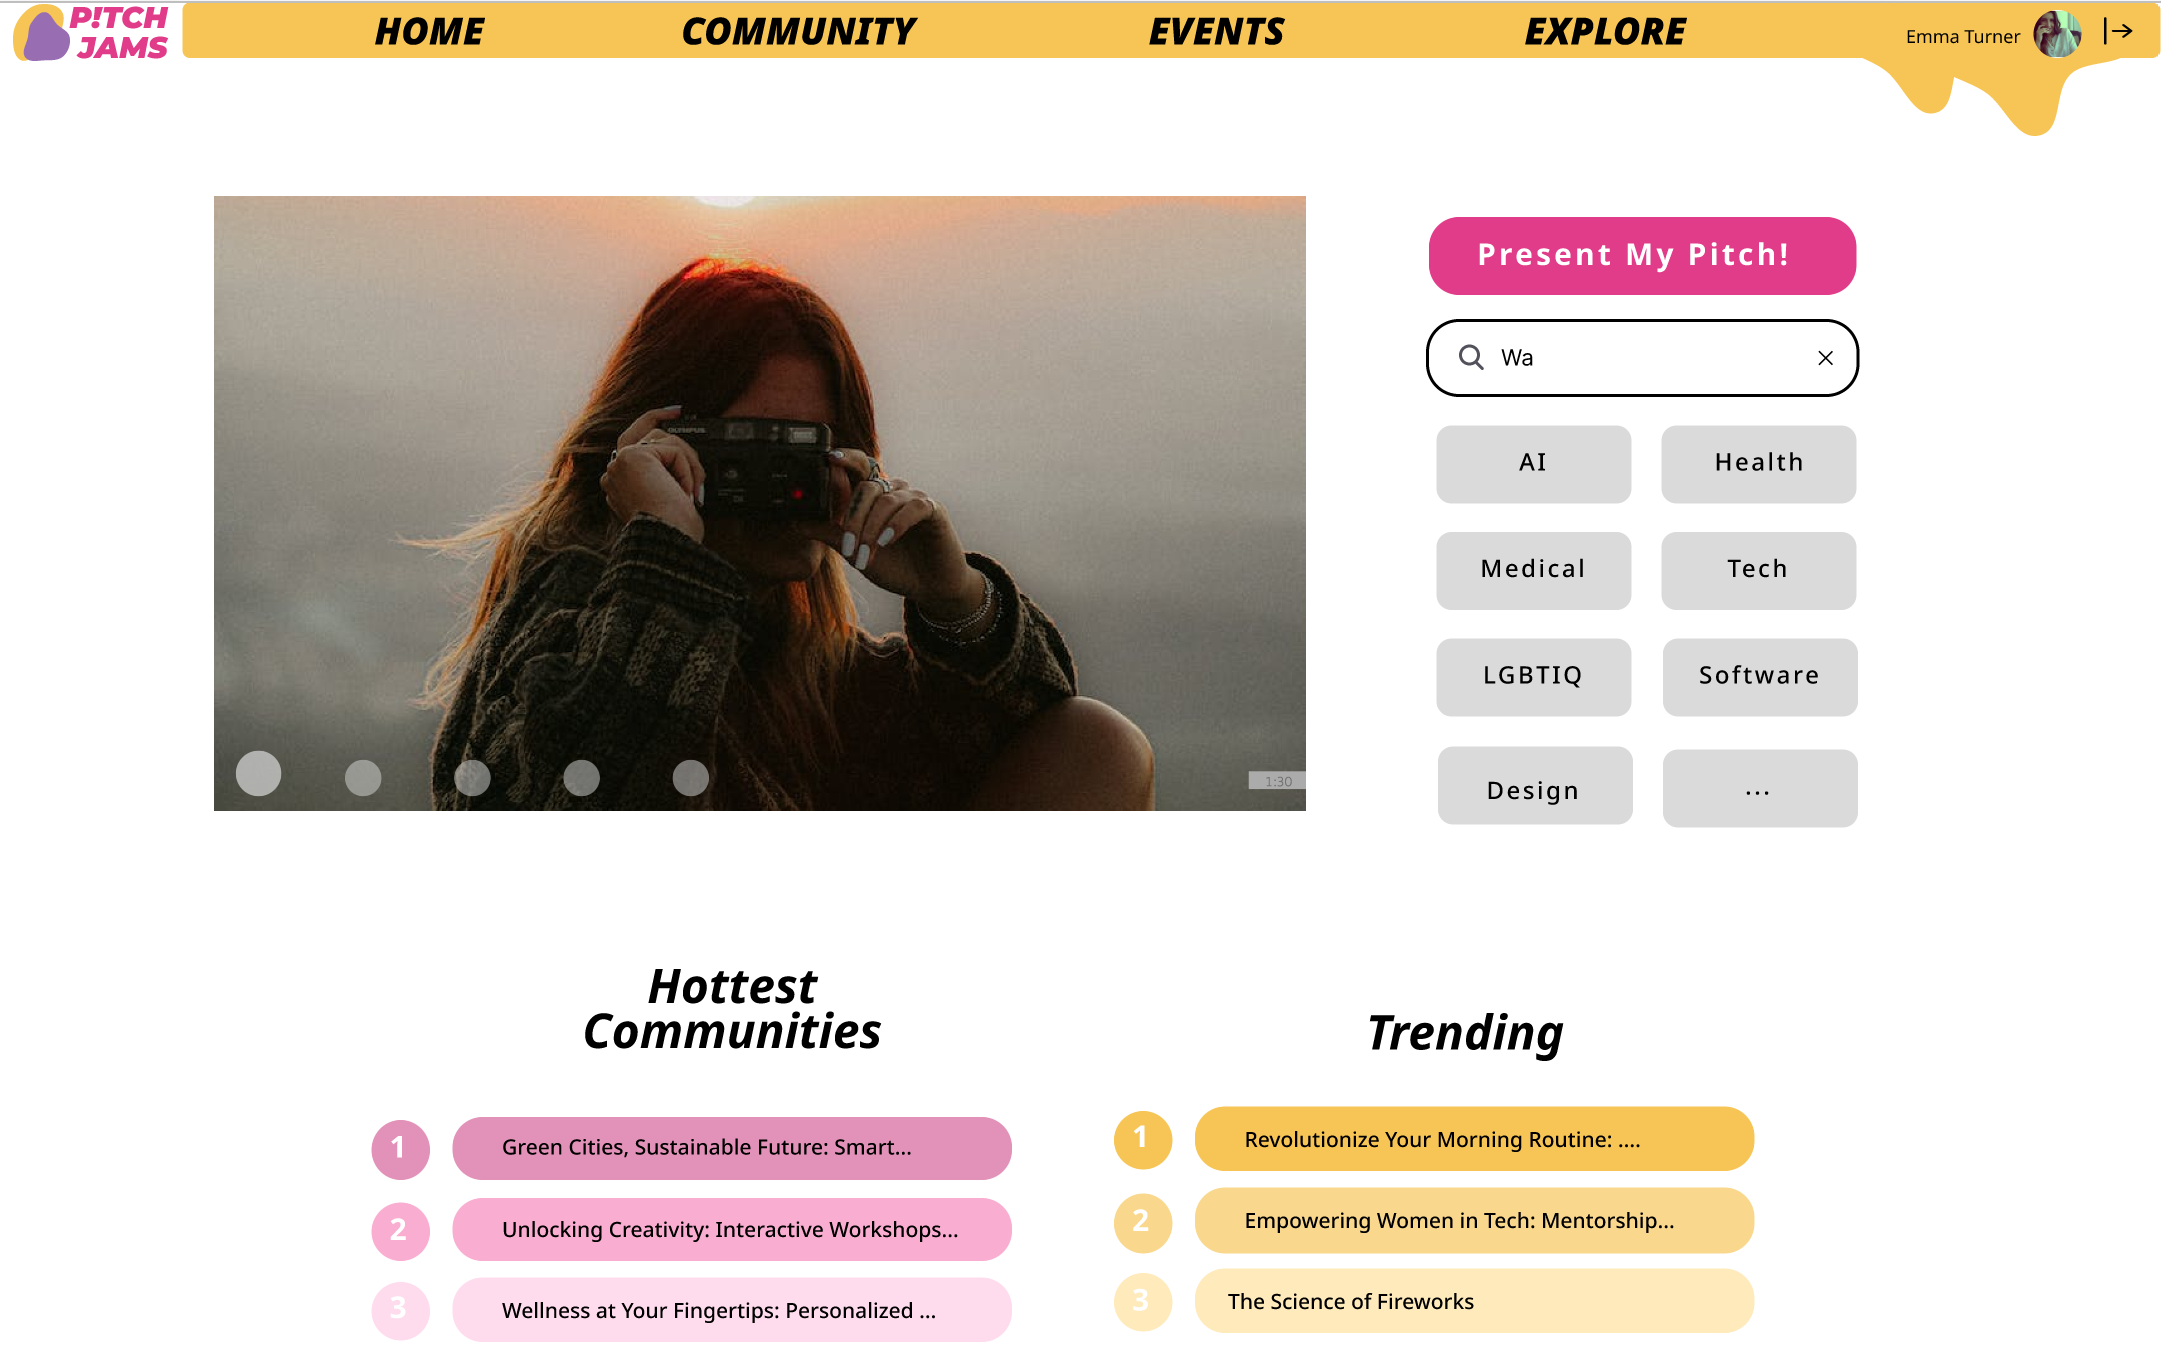 P!TCH
JAMS
HOME
COMMUNITY
EVENTS
EXPLORE
Emma Turner
Present My Pitch!
Wa
OLYMPUS
AI
Health
Medical
Tech
LGBTIQ
Software
Design
...
1:30
Hottest
Communities
Trending
1
Green Cities, Sustainable Future: Smart...
2
Unlocking Creativity: Interactive Workshops...
3
Wellness at Your Fingertips: Personalized ...
1
Revolutionize Your Morning Routine: ....
2
Empowering Women in Tech: Mentorship...
3
The Science of Fireworks